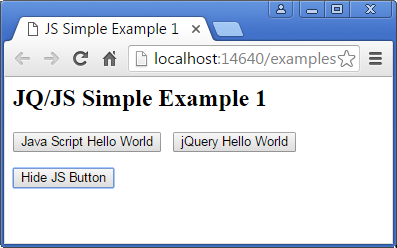 JS Simple Example 1
localhost:14640/examples
JQ/JS Simple Example 1
Java Script Hello World jQuery Hello World
Hide JS Button